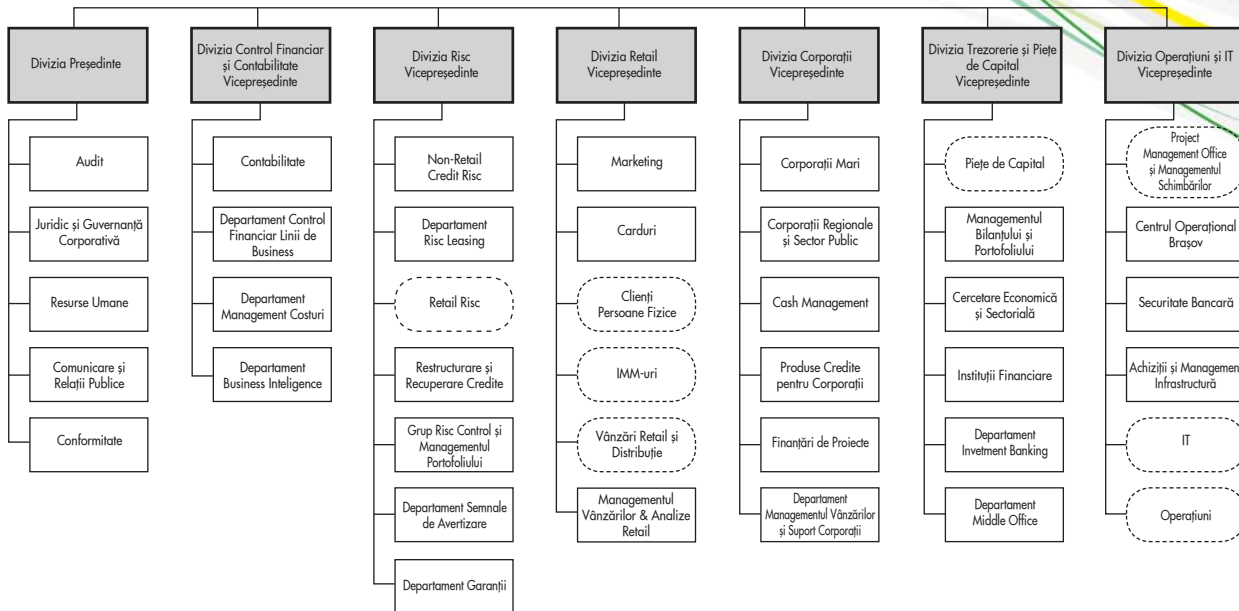 Divizia Președinte
Divizia Control Financiar
și Contabilitate
Vicepreședinte
Divizia Risc
Vicepreședinte
Divizia Retail
Vicepreședinte
Divizia Corporații
Vicepreședinte
Divizia Trezorerie și Piețe
de Capital
Vicepreședinte
Divizia Operațiuni și IT
Vicepreședinte
Audit
Juridic și Guvernanță
Corporativă
Resurse Umane
Comunicare și
Relații Publice
Conformitate
Contabilitate
Departament Control
Financiar Linii de
Business
Departament
Management Costuri
Departament
Business Inteligence
Non-Retail
Credit Risc
Departament
Risc Leasing
Retail Risc
Restructurare și
Recuperare Credite
Grup Risc Control și
Managementul
Portofoliului
Departament Semnale
de Avertizare
Departament Garanții
Marketing
Carduri
Clienți
Persoane Fizice
IMM-uri
Vânzări Retail și
Distribuție
Managementul
Vânzărilor & Analize
Retail
Corporații Mari
Corporații Regionale
și Sector Public
Cash Management
Produse Credite
pentru Corporații
Finanțări de Proiecte
Departament
Managementul Vânzărilor
și Suport Corporații
Piețe de Capital
Managementul
Bilanțului și
Portofoliului
Cercetare Economică
și Sectorială
Instituții Financiare
Departament
Invetment Banking
Departament
Middle Office
Project
Management Office
și Managementul
Schimbărilor
Centrul Operațional
Brașov
Securitate Bancară
Achiziții și Management
Infrastructură
IT
Operațiuni